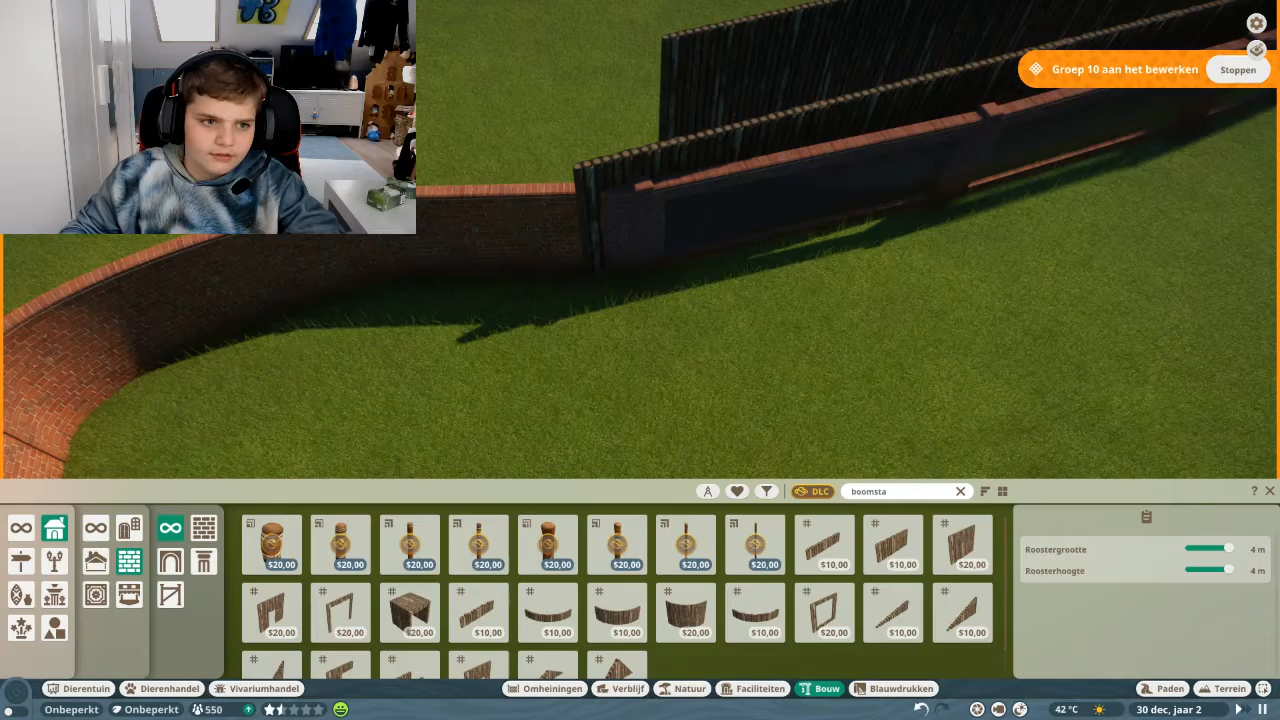 Groep 10 aan het bewerken
Stoppen
DLC
boomsta
?
$20,00 $20,00 $20,00 $20,00 $20,00 $20,00 $20,00 $20,00 $10,00 $10,00 $20,00
$20,00 $20,00 $20,00 $10,00 $10,00 $10,00 $20,00 $10,00 $20,00 $10,00 $10,00
Roostergrootte 4 m
Roosterhoogte 4 m
Dierentuin Dierenhandel Vivariumhandel Omheiningen Verblijf Natuur Faciliteiten Bouw Blauwdrukken Paden Terrein
Onbeperkt Onbeperkt 550 42 °C 30 dec, jaar 2